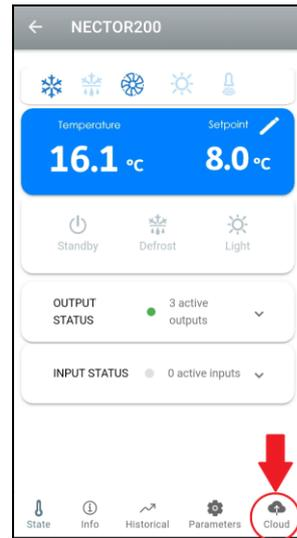 NECTOR200
Temperature Setpoint
16.1 °C 8.0 °C
Standby Defrost Light
OUTPUT STATUS 3 active outputs
INPUT STATUS 0 active inputs
State Info Historical Parameters Cloud